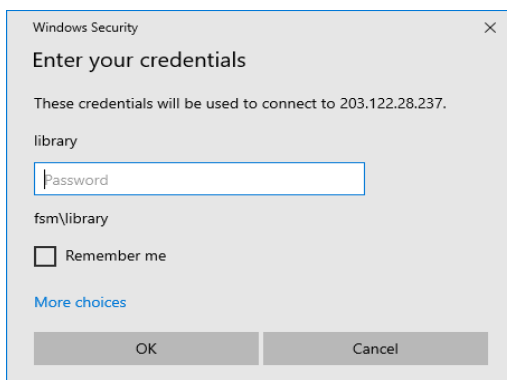 Windows Security
Enter your credentials
These credentials will be used to connect to 203.122.28.237.
library
Password
fsm\library
Remember me
More choices
OK
Cancel